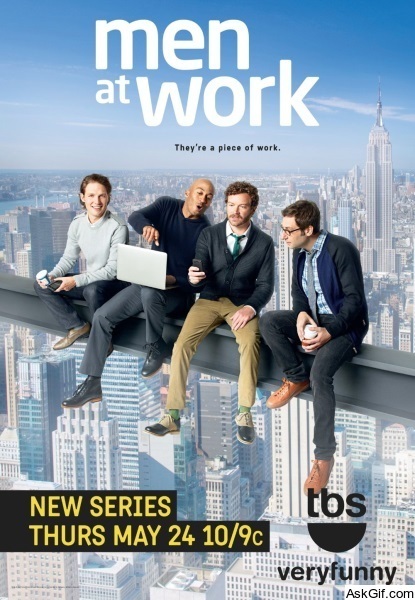 men
at work
They're a piece of work.
NEW SERIES
THURS MAY 24 10/9C
tbs
veryfunny
AskGif.com